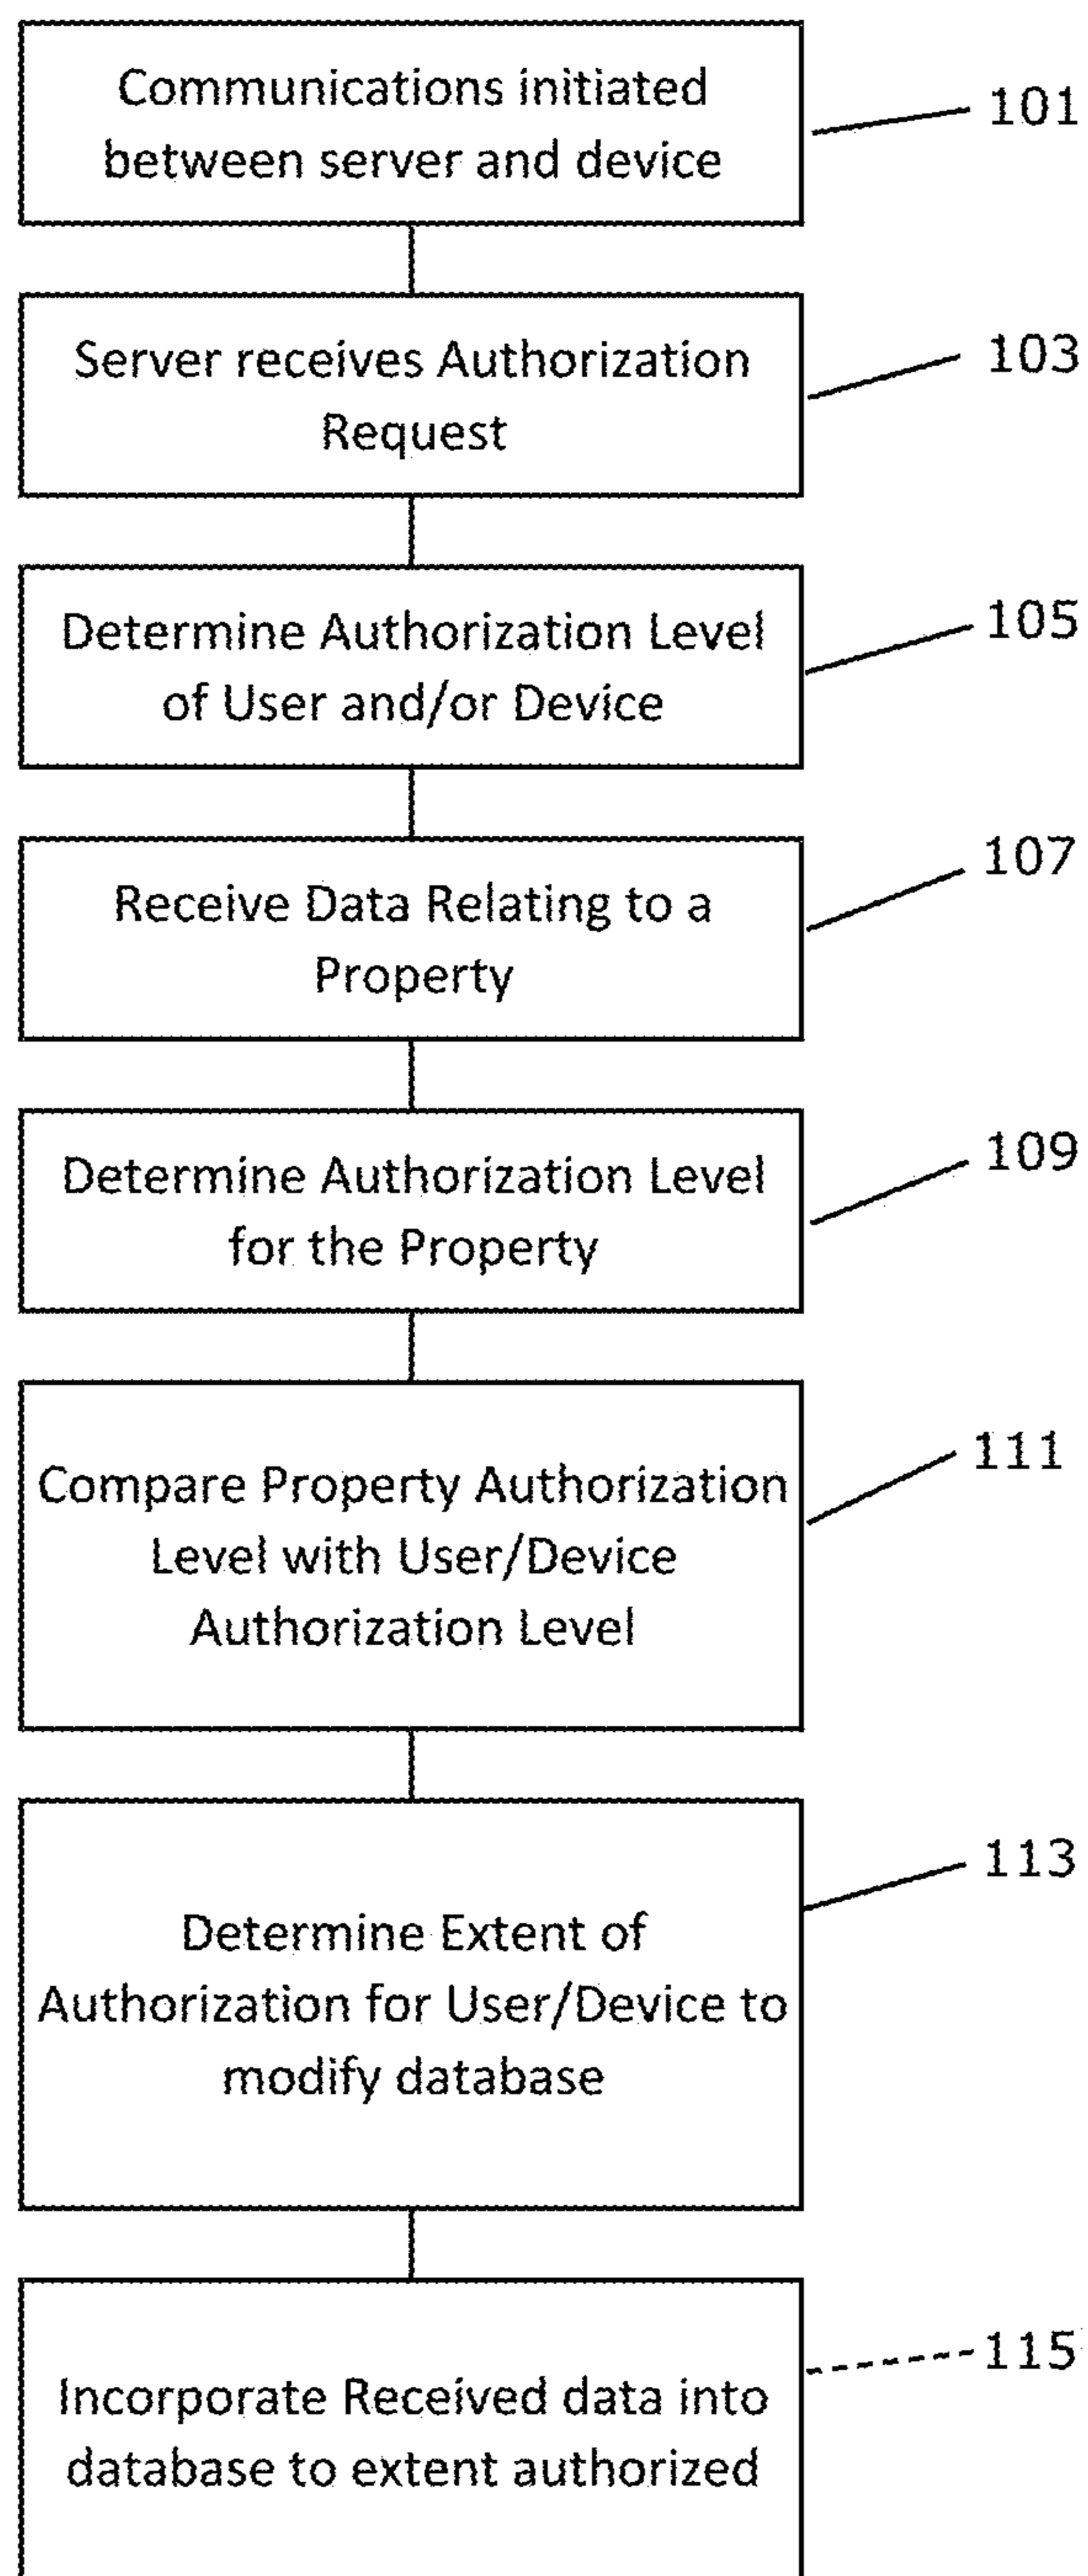 Communications initiated
between server and device
101
Server receives Authorization
Request
103
Determine Authorization Level
of User and/or Device
105
Receive Data Relating to a
Property
107
Determine Authorization Level
for the Property
109
Compare Property Authorization
Level with User/Device
Authorization Level
111
Determine Extent of
Authorization for User/Device to
modify database
113
Incorporate Received data into
database to extent authorized
115